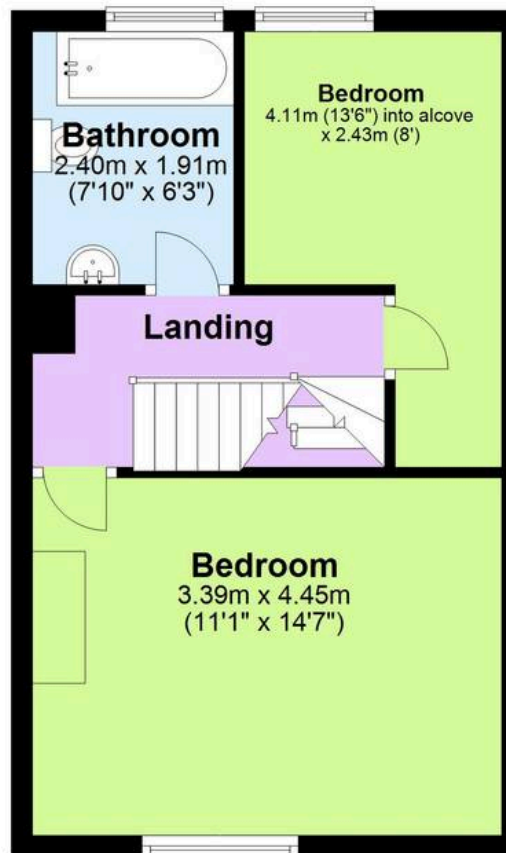 Bathroom
2.40m x 1.91m
(7'10" x 6'3")
Bedroom
4.11m (13'6") into alcove
x 2.43m (8')
Landing
Bedroom
3.39m x 4.45m
(11'1" x 14'7")